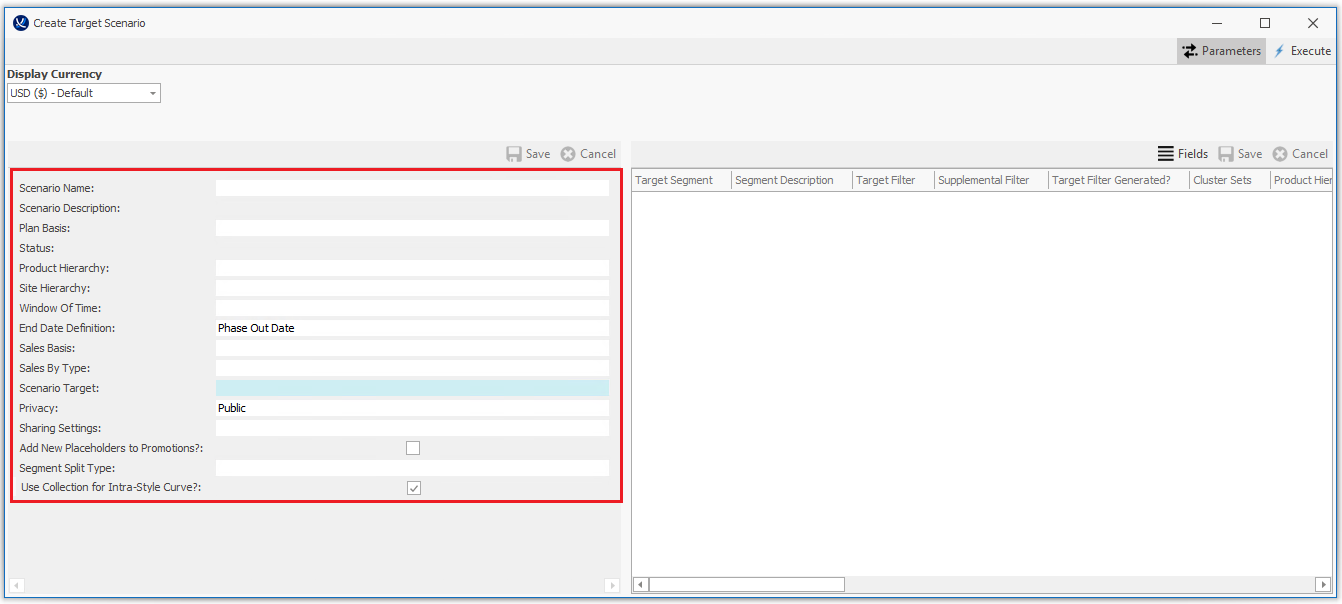 Create Target Scenario
Parameters Execute
Display Currency
USD ($) - Default
Save Cancel
Fields Save Cancel
Scenario Name:
Scenario Description:
Plan Basis:
Status:
Product Hierarchy:
Site Hierarchy:
Window Of Time:
End Date Definition: Phase Out Date
Sales Basis:
Sales By Type:
Scenario Target:
Privacy: Public
Sharing Settings:
Add New Placeholders to Promotions?:
Segment Split Type:
Use Collection for Intra-Style Curve?:
Target Segment Segment Description Target Filter Supplemental Filter Target Filter Generated? Cluster Sets Product Hier